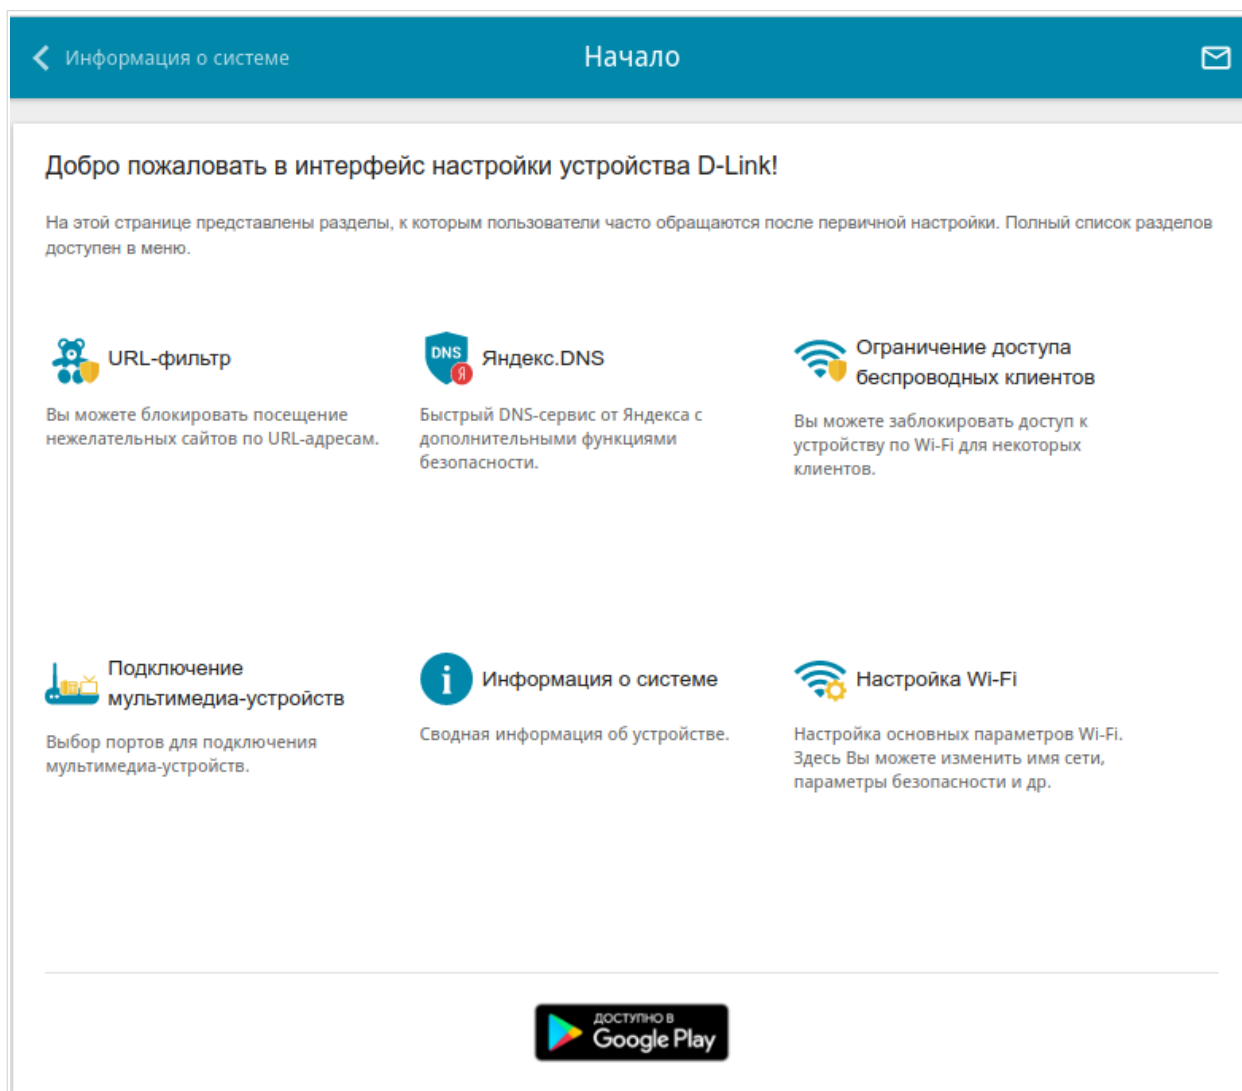 Информация о системе
Начало
Добро пожаловать в интерфейс настройки устройства D-Link!
На этой странице представлены разделы, к которым пользователи часто обращаются после первичной настройки. Полный список разделов
доступен в меню.
URL-фильтр
Вы можете блокировать посещение
нежелательных сайтов по URL-адресам.
DNS
Я
Яндекс.DNS
Быстрый DNS-сервис от Яндекса с
дополнительными функциями
безопасности.
Ограничение доступа
беспроводных клиентов
Вы можете заблокировать доступ к
устройству по Wi-Fi для некоторых
клиентов.
Подключение
мультимедиа-устройств
Выбор портов для подключения
мультимедиа-устройств.
i
Информация о системе
Сводная информация об устройстве.
Настройка Wi-Fi
Настройка основных параметров Wi-Fi.
Здесь Вы можете изменить имя сети,
параметры безопасности и др.
ДОСТУПНО В
Google Play